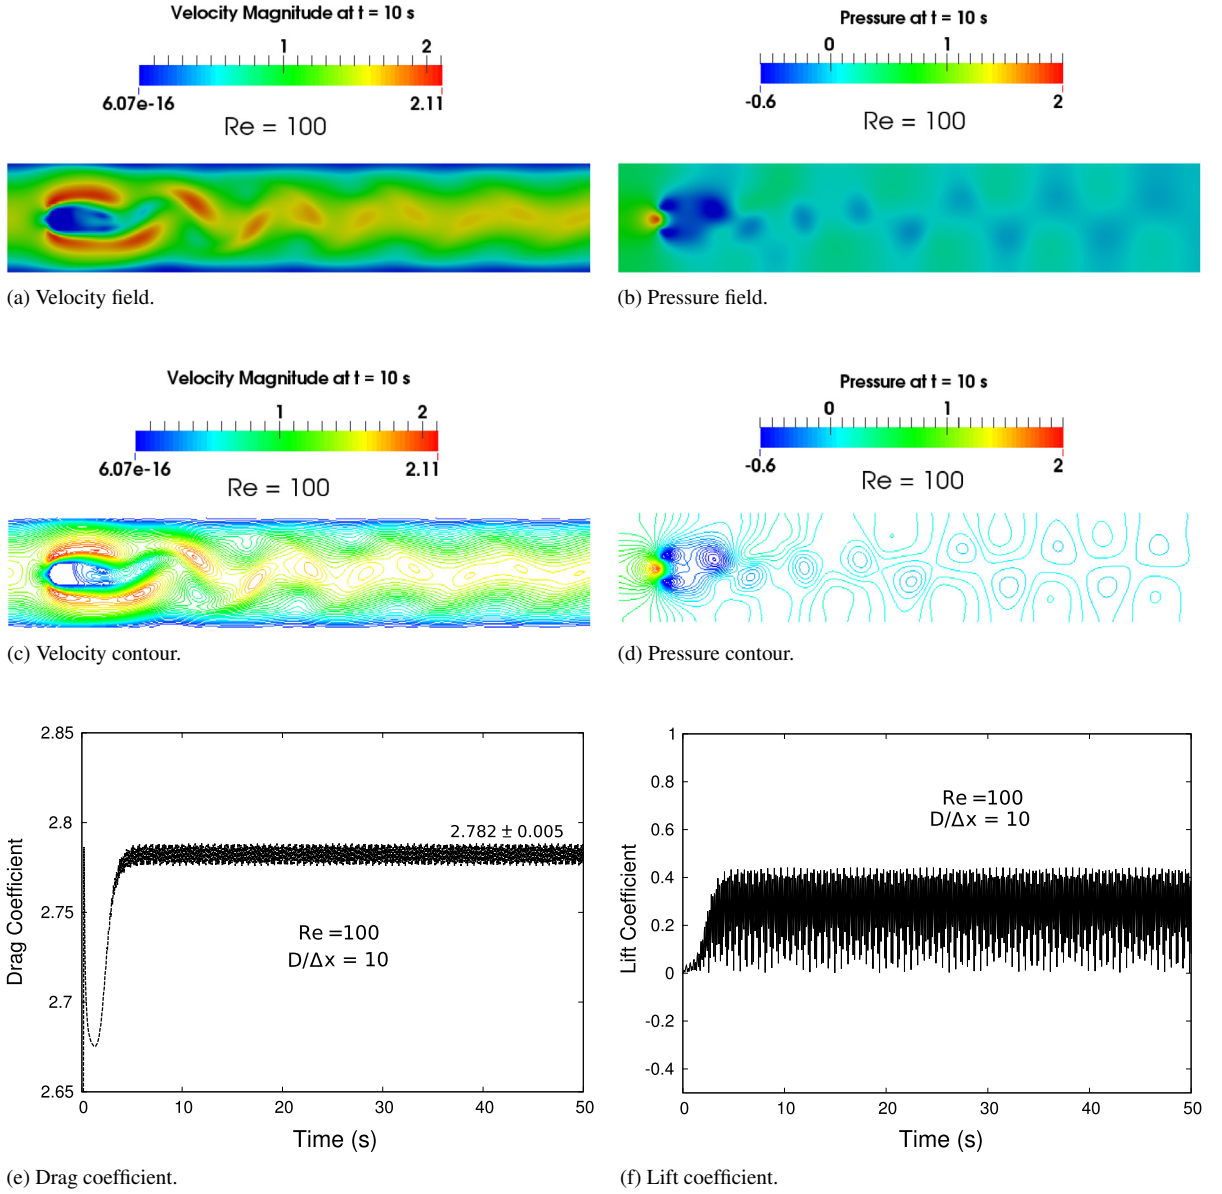 Velocity Magnitude at t = 10 s
1 2
6.07e-16 2.11
Re = 100
(a) Velocity field.
Pressure at t = 10 s
0 1
-0.6 2
Re = 100
(b) Pressure field.
Velocity Magnitude at t = 10 s
1 2
6.07e-16 2.11
Re = 100
(c) Velocity contour.
Pressure at t = 10 s
0 1
-0.6 2
Re = 100
(d) Pressure contour.
2.85
2.8
2.75
2.7
2.65
Drag Coefficient
2.782 ± 0.005
Re =100
D/Δx = 10
0 10 20 30 40 50
Time (s)
(e) Drag coefficient.
1
0.8
0.6
0.4
0.2
0
-0.2
-0.4
Lift Coefficient
Re =100
D/Δx = 10
0 10 20 30 40 50
Time (s)
(f) Lift coefficient.